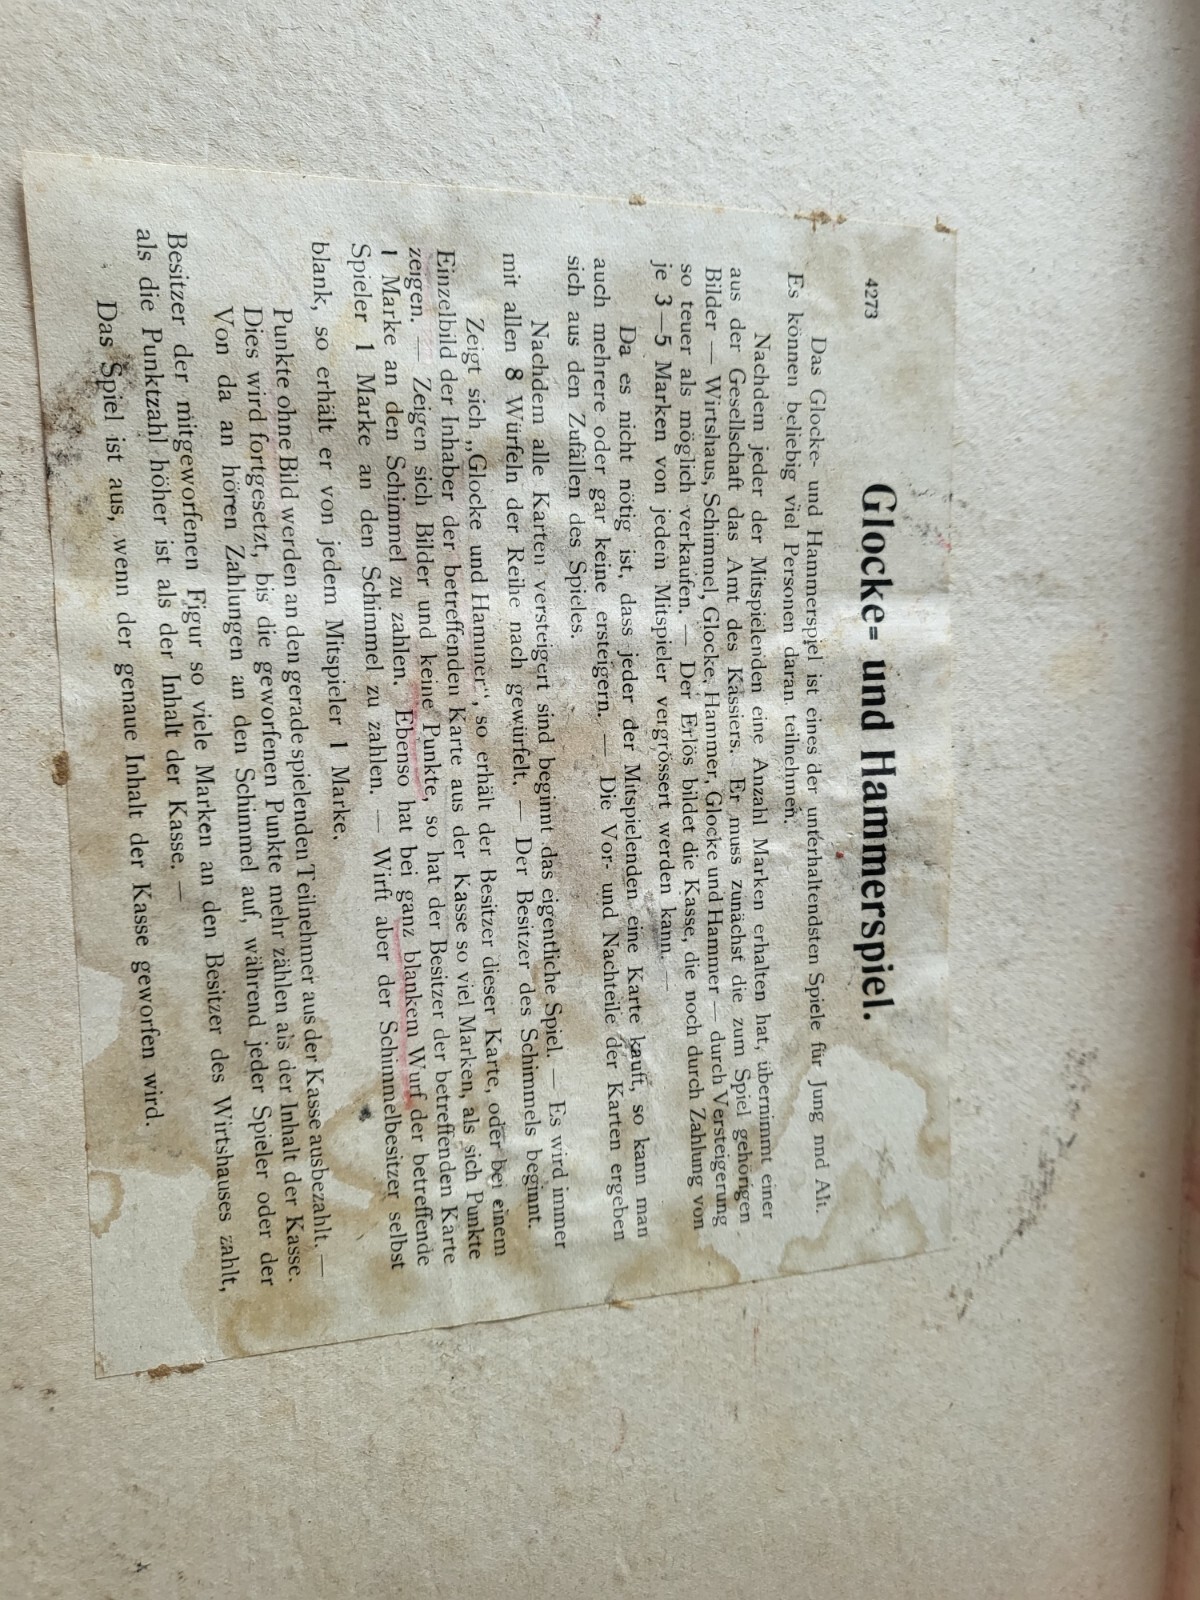 4273
Glocke- und Hammerspiel.
Das Glocke- und Hammerspiel ist eines der unterhaltendsten Spiele für Jung nnd Alt.
Es können beliebig viel Personen daran teilnehmen.
Nachdem jeder der Mitspielenden eine Anzahl Marken erhalten hat, übernimmt einer
aus der Gesellschaft das Amt des Kassiers. Er muss zunächst die zum Spiel gehörigen
Bilder — Wirtshaus, Schimmel, Glocke, Hammer, Glocke und Hammer — durch Versteigerung
so teuer als möglich verkaufen. — Der Erlös bildet die Kasse, die noch durch Zahlung von
je 3—5 Marken von jedem Mitspieler vergrössert werden kann. —
Da es nicht nötig ist, dass jeder der Mitspielenden eine Karte kauft, so kann man
auch mehrere oder gar keine ersteigern. — Die Vor- und Nachteile der Karten ergeben
sich aus den Zufällen des Spieles.
Nachdem alle Karten versteigert sind beginnt das eigentliche Spiel. — Es wird immer
mit allen 8 Würfeln der Reihe nach gewürfelt. — Der Besitzer des Schimmels beginnt.
Zeigt sich „Glocke und Hammer“, so erhält der Besitzer dieser Karte, oder bei einem
Einzelbild der Inhaber der betreffenden Karte aus der Kasse so viel Marken, als sich Punkte
zeigen. — Zeigen sich Bilder und keine Punkte, so hat der Besitzer der betreffenden Karte
1 Marke an den Schimmel zu zahlen. Ebenso hat bei ganz blankem Wurf der betreffende
Spieler 1 Marke an den Schimmel zu zahlen. — Wirft aber der Schimmelbesitzer selbst
blank, so erhält er von jedem Mitspieler 1 Marke.
Punkte ohne Bild werden an den gerade spielenden Teilnehmer aus der Kasse ausbezahlt. —
Dies wird fortgesetzt, bis die geworfenen Punkte mehr zählen als der Inhalt der Kasse.
Von da an hören Zahlungen an den Schimmel auf, während jeder Spieler oder der
Besitzer der mitgeworfenen Figur so viele Marken an den Besitzer des Wirtshauses zahlt,
als die Punktzahl höher ist als der Inhalt der Kasse. —
Das Spiel ist aus, wenn der genaue Inhalt der Kasse geworfen wird.